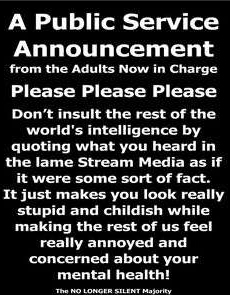 A Public Service
Announcement
from the Adults Now in Charge
Please Please Please
Don't insult the rest of the
world's intelligence by
quoting what you heard in
the lame Stream Media as if
it were some sort of fact.
It just makes you look really
stupid and childish while
making the rest of us feel
really annoyed and
concerned about your
mental health!
The NO LONGER SILENT Majority